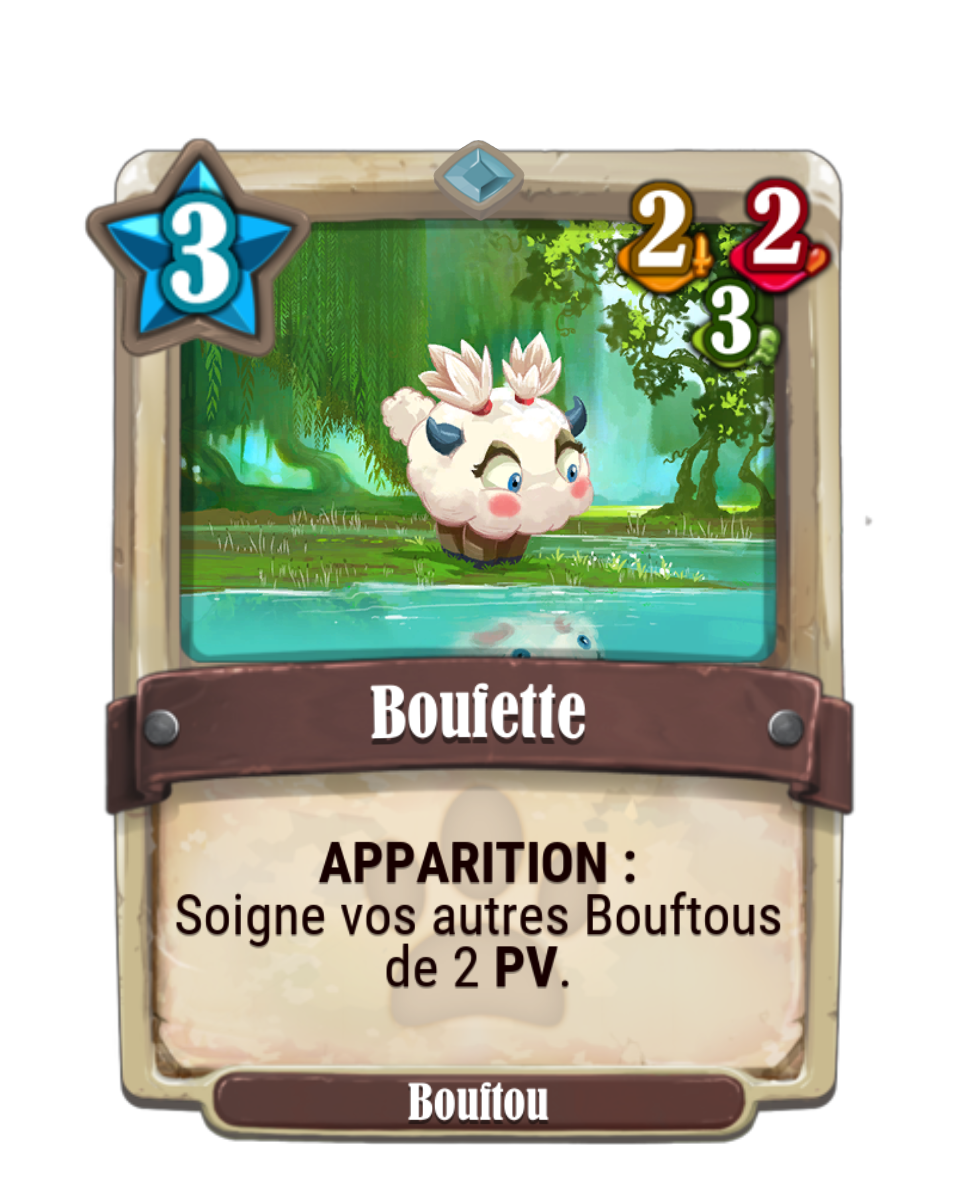 3
2 2
3
Boufette
APPARITION :
Soigne vos autres Bouftous
de 2 PV.
Bouftou